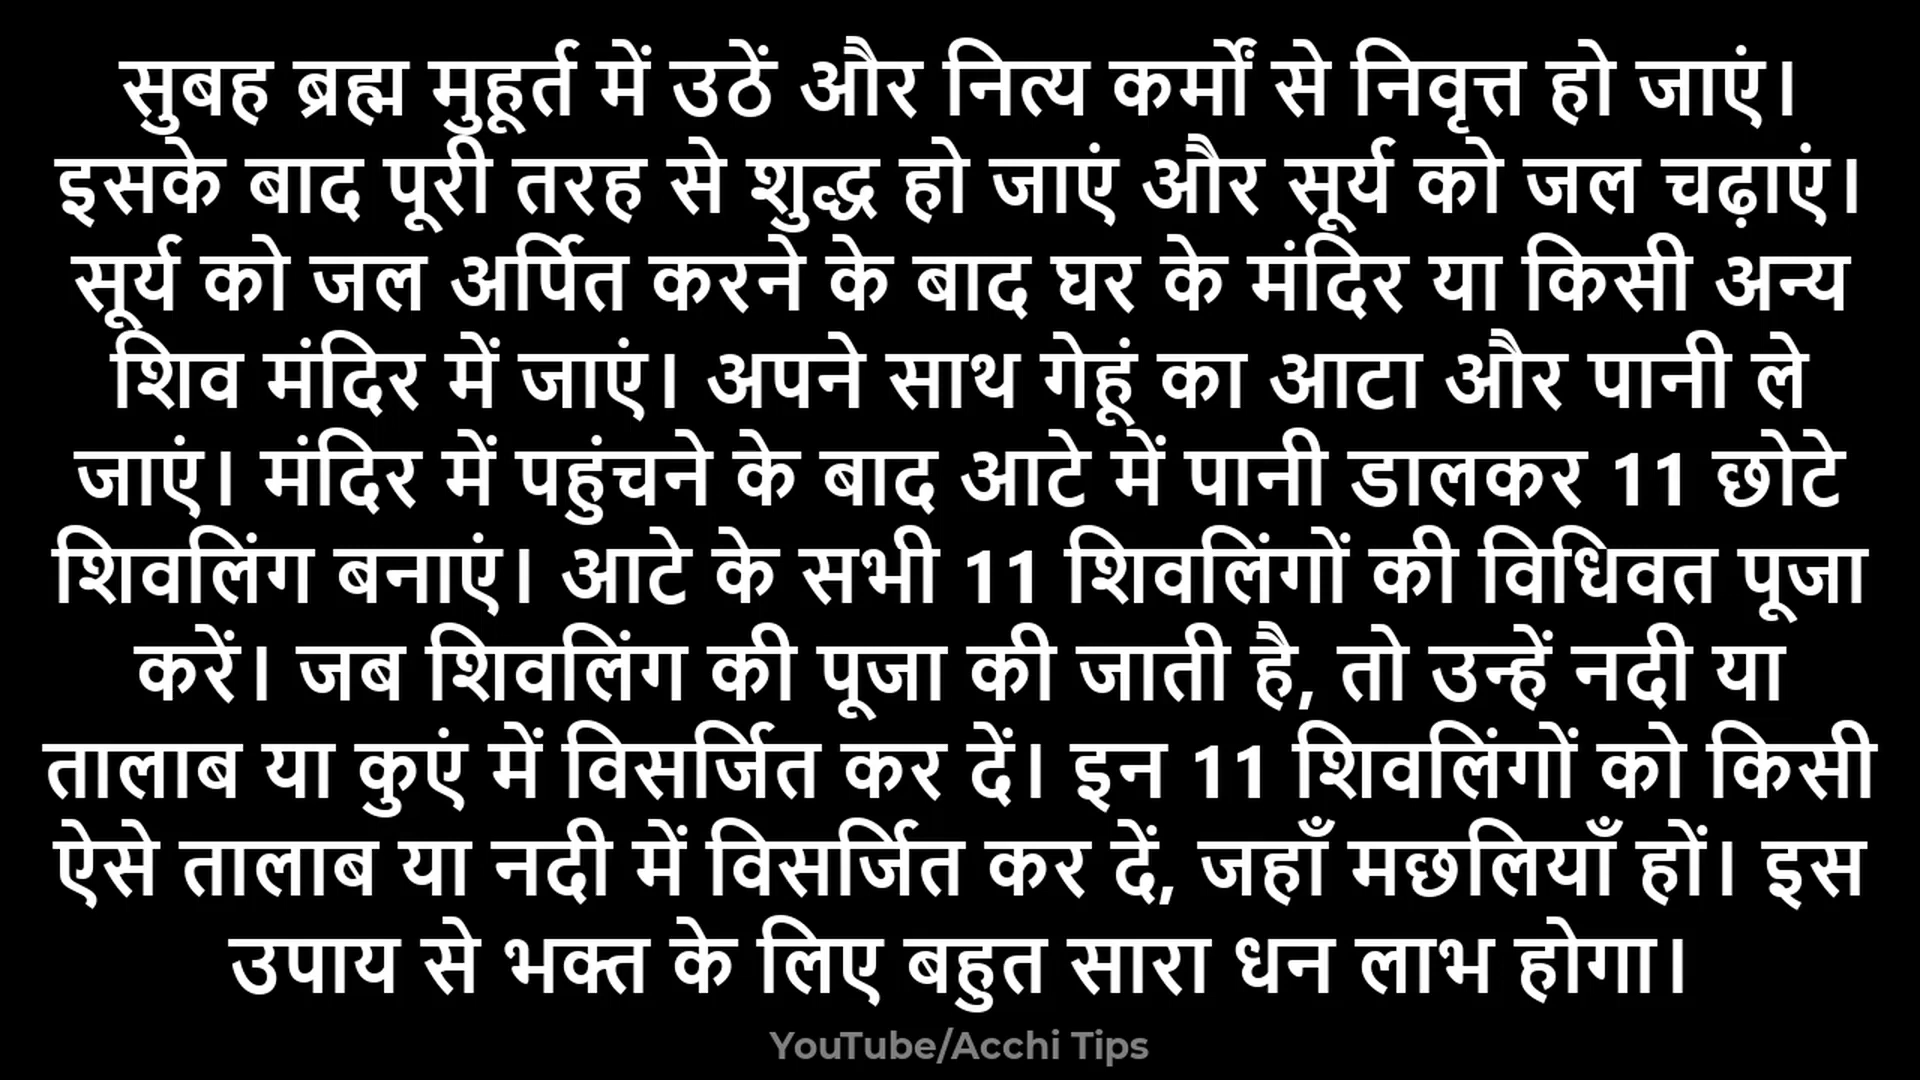 सुबह ब्रह्म मुहूर्त में उठें और नित्य कर्मों से निवृत्त हो जाएं।
इसके बाद पूरी तरह से शुद्ध हो जाएं और सूर्य को जल चढ़ाएं।
सूर्य को जल अर्पित करने के बाद घर के मंदिर या किसी अन्य
शिव मंदिर में जाएं। अपने साथ गेहूं का आटा और पानी ले
जाएं। मंदिर में पहुंचने के बाद आटे में पानी डालकर 11 छोटे
शिवलिंग बनाएं। आटे के सभी 11 शिवलिंगों की विधिवत पूजा
करें। जब शिवलिंग की पूजा की जाती है, तो उन्हें नदी या
तालाब या कुएं में विसर्जित कर दें। इन 11 शिवलिंगों को किसी
ऐसे तालाब या नदी में विसर्जित कर दें, जहाँ मछलियाँ हों। इस
उपाय से भक्त के लिए बहुत सारा धन लाभ होगा।
YouTube/Acchi Tips